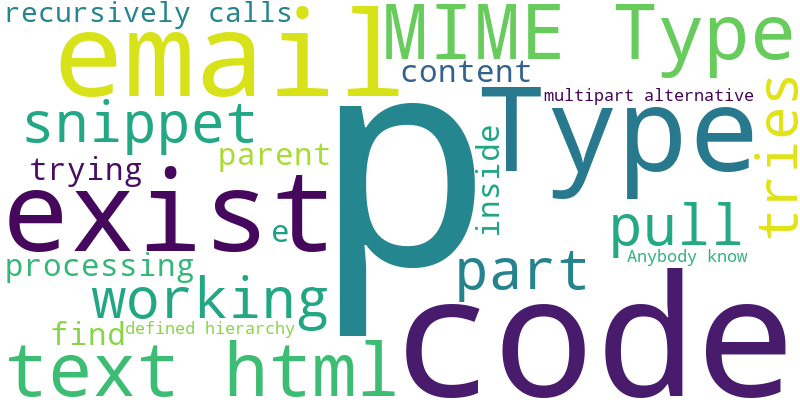 recursively calls
email
MIME Type
content
Type
multipart alternative
tries
snippet
parent
p
inside
trying
exist
e
pull
Anybody know
part
processing
working
code
find
defined hierarchy
text html